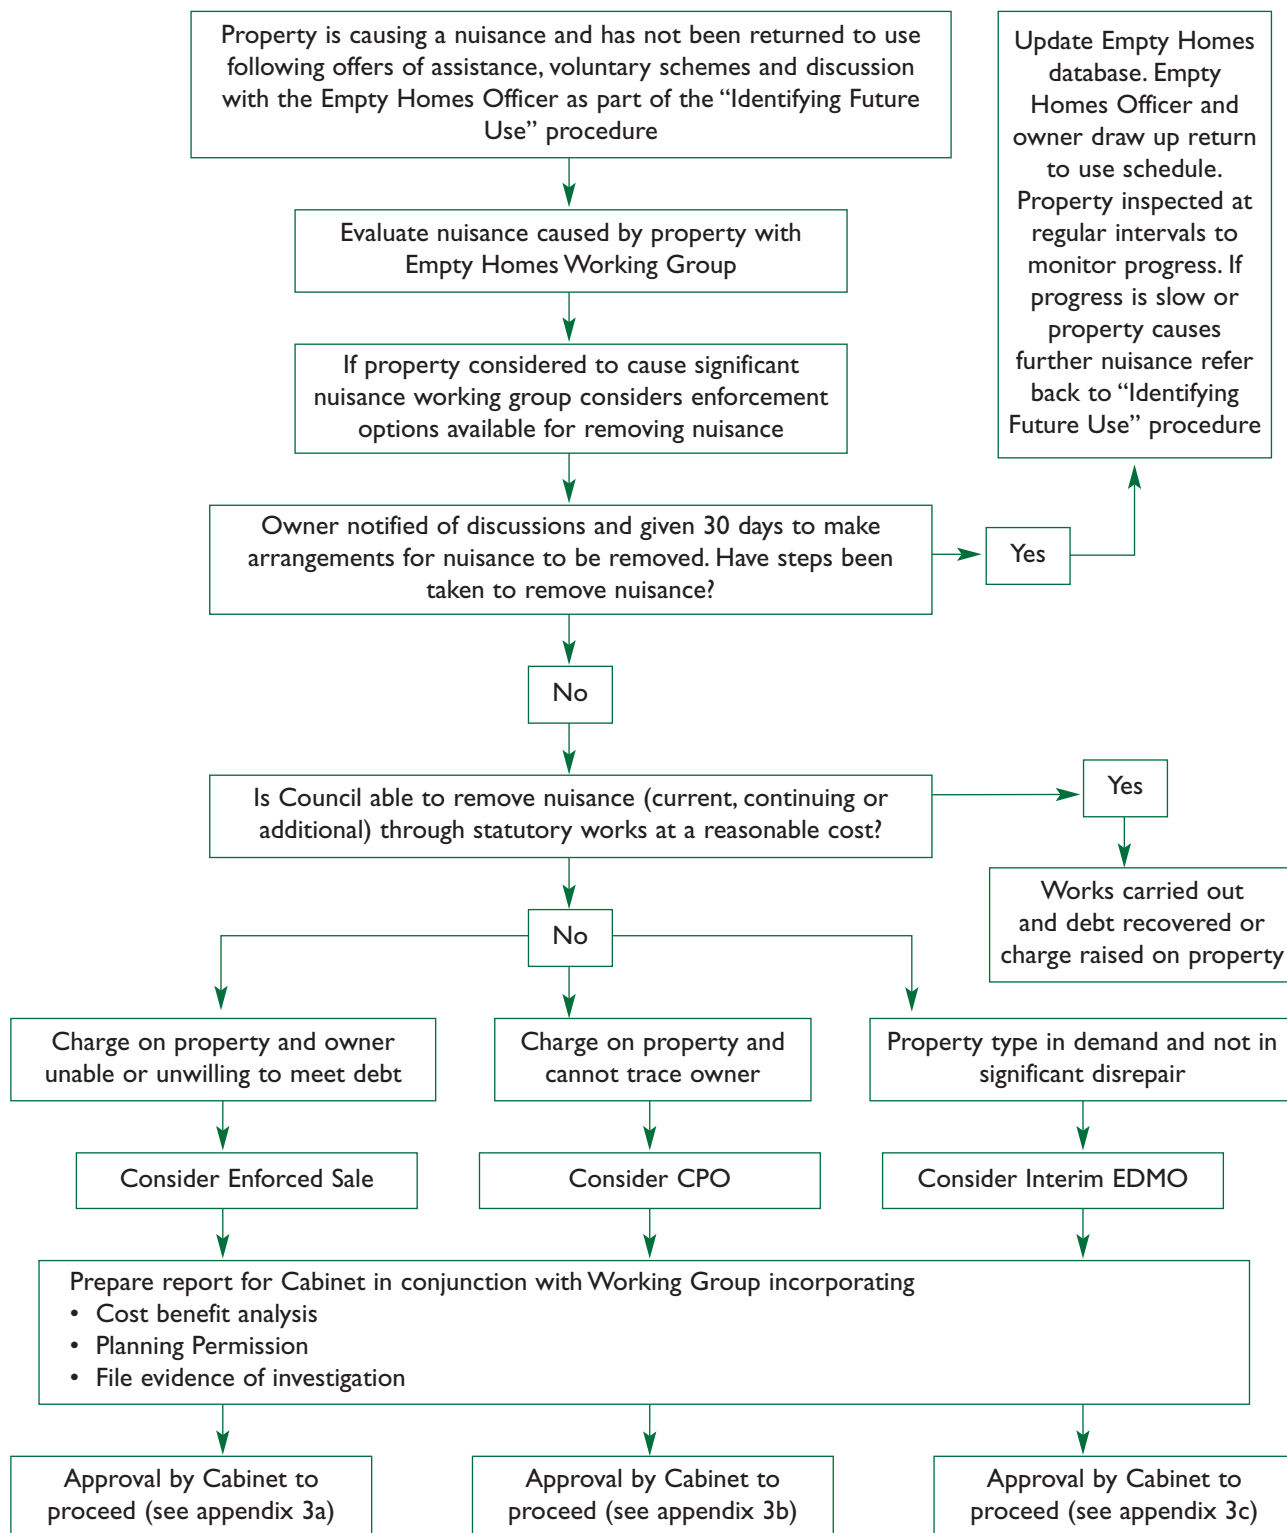 Property is causing a nuisance and has not been returned to use
following offers of assistance, voluntary schemes and discussion
with the Empty Homes Officer as part of the “Identifying Future
Use” procedure
Update Empty Homes
database. Empty
Homes Officer and
owner draw up return
to use schedule.
Property inspected at
regular intervals to
monitor progress. If
progress is slow or
property causes
further nuisance refer
back to “Identifying
Future Use” procedure
Evaluate nuisance caused by property with
Empty Homes Working Group
If property considered to cause significant
nuisance working group considers enforcement
options available for removing nuisance
Owner notified of discussions and given 30 days to make
arrangements for nuisance to be removed. Have steps been
taken to remove nuisance?
Yes
No
Is Council able to remove nuisance (current, continuing or
additional) through statutory works at a reasonable cost?
Yes
Works carried out
and debt recovered or
charge raised on property
No
Charge on property and owner
unable or unwilling to meet debt
Charge on property and
cannot trace owner
Property type in demand and not in
significant disrepair
Consider Enforced Sale
Consider CPO
Consider Interim EDMO
Prepare report for Cabinet in conjunction with Working Group incorporating
• Cost benefit analysis
• Planning Permission
• File evidence of investigation
Approval by Cabinet to
proceed (see appendix 3a)
Approval by Cabinet to
proceed (see appendix 3b)
Approval by Cabinet to
proceed (see appendix 3c)